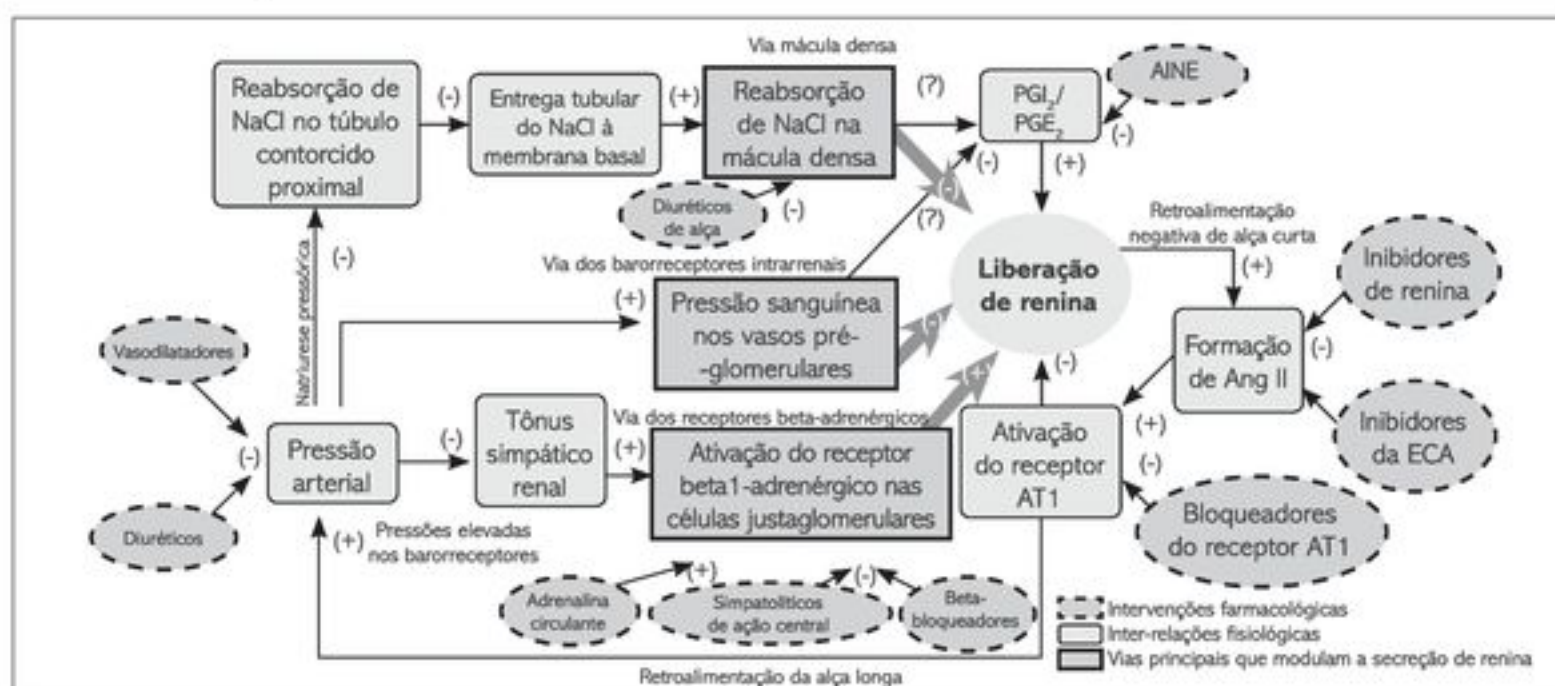 Via mácula densa
Reabsorção de
NaCl no túbulo
contorcido
proximal
(-)
Entrega tubular
do NaCl à
membrana basal
(+)
Reabsorção
de NaCl na
mácula densa
(?)
PGI₂/
PGE₂
AINE
(-)
(-)
(+)
(-)
Diuréticos
de alça
(-)
(?)
Retroalimentação
negativa de alça curta
(+)
Natriurese pressórica
(-)
Via dos barorreceptores intrarrenais
(+)
Pressão sanguínea
nos vasos pré-
-glomerulares
(-)
Liberação
de renina
Inibidores
de renina
(-)
Formação
de Ang II
Vasodilatadores
(-)
Pressão
arterial
(-)
Tônus
simpático
renal
Via dos receptores beta-adrenérgicos
(+)
Ativação do receptor
beta1-adrenérgico nas
células justaglomerulares
(+)
(-)
Ativação
do receptor
AT1
(+)
(-)
Inibidores
da ECA
Diuréticos
(+)
Pressões elevadas
nos barorreceptores
Bloqueadores
do receptor AT1
Adrenalina
circulante
(+)
Simpatolíticos
de ação central
(-)
Beta-
bloqueadores
Retroalimentação da alça longa
Intervenções farmacológicas
Inter-relações fisiológicas
Vias principais que modulam a secreção de renina